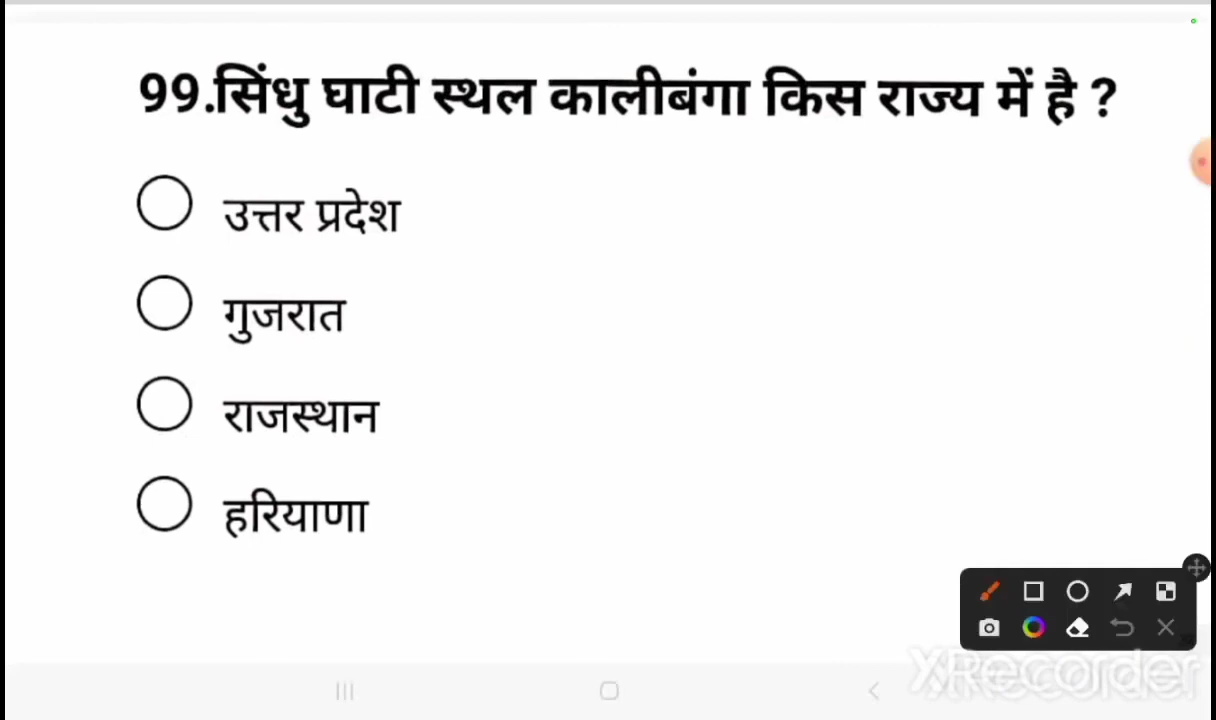 99.सिंधु घाटी स्थल कालीबंगा किस राज्य में है ?
उत्तर प्रदेश
गुजरात
राजस्थान
हरियाणा
XRecorder